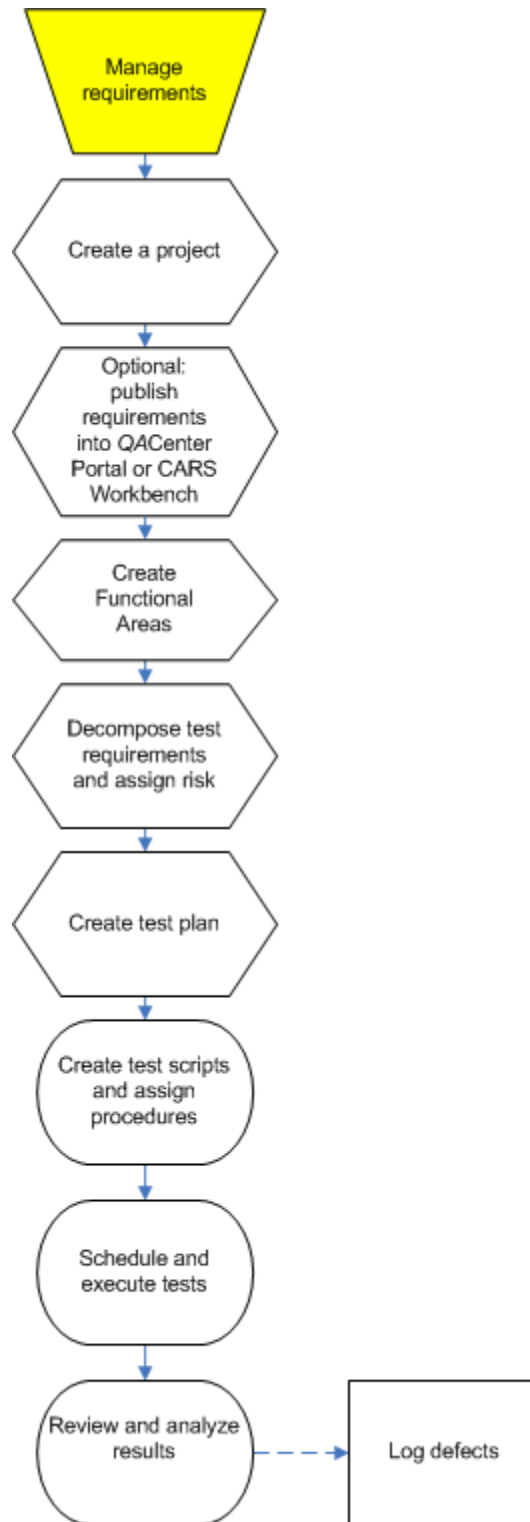 Manage
requirements
Create a project
Optional:
publish
requirements
into QACenter
Portal or CARS
Workbench
Create
Functional
Areas
Decompose test
requirements
and assign risk
Create test plan
Create test scripts
and assign
procedures
Schedule and
execute tests
Review and analyze
results
Log defects